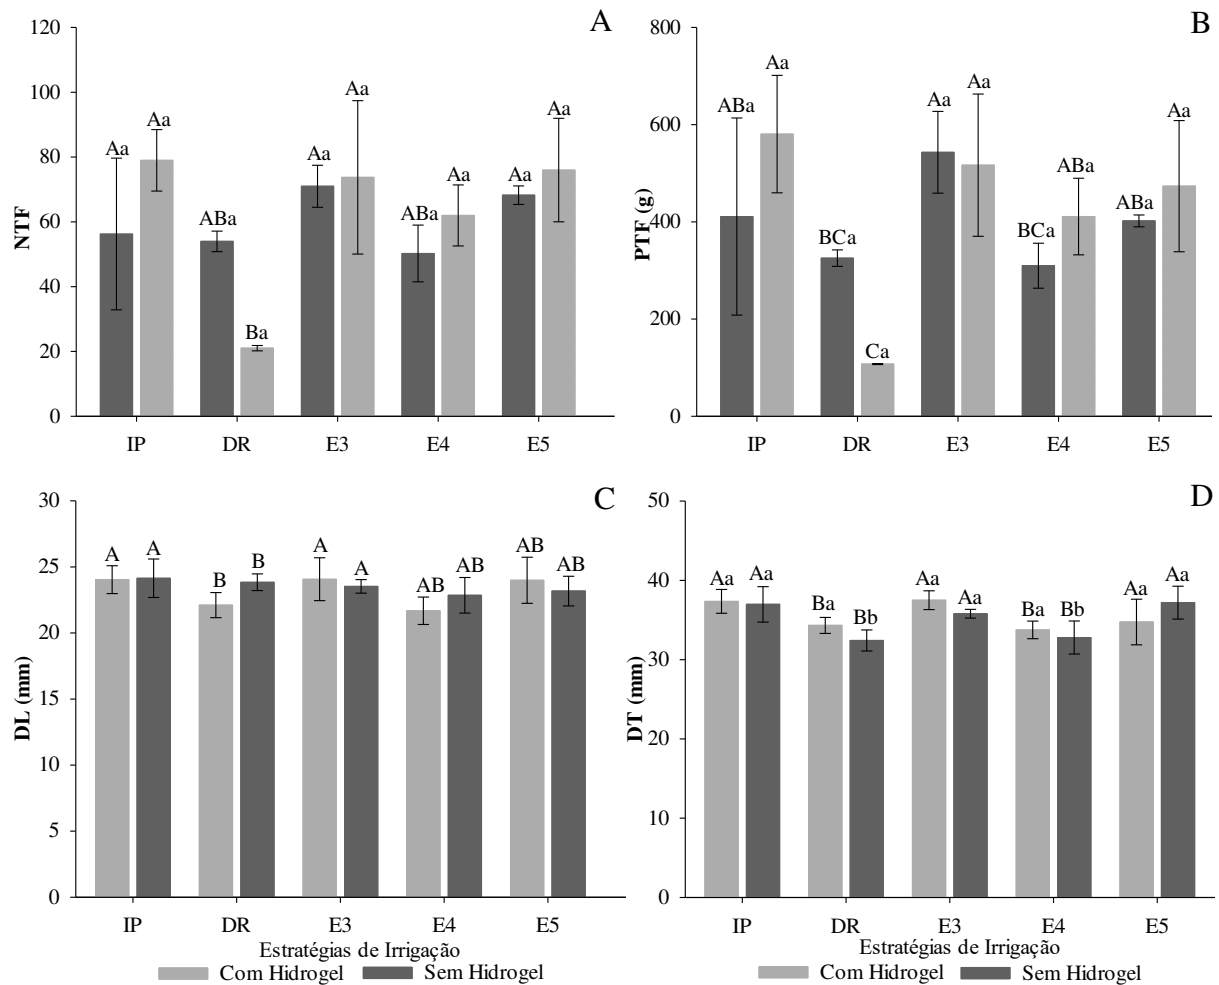 A
120
100
80
60
40
20
0
NTF
Aa Aa ABa Ba Aa Aa ABa Aa Aa Aa
IP DR E3 E4 E5
B
800
600
400
200
0
PTF (g)
ABa Aa BCa Ca Aa Aa BCa ABa ABa Aa
IP DR E3 E4 E5
C
30
25
20
15
10
5
0
DL (mm)
A A B B A A AB AB AB AB
IP DR E3 E4 E5
Estratégias de Irrigação
Com Hidrogel Sem Hidrogel
D
50
40
30
20
10
0
DT (mm)
Aa Aa Ba Bb Aa Aa Ba Bb Aa Aa
IP DR E3 E4 E5
Estratégias de Irrigação
Com Hidrogel Sem Hidrogel